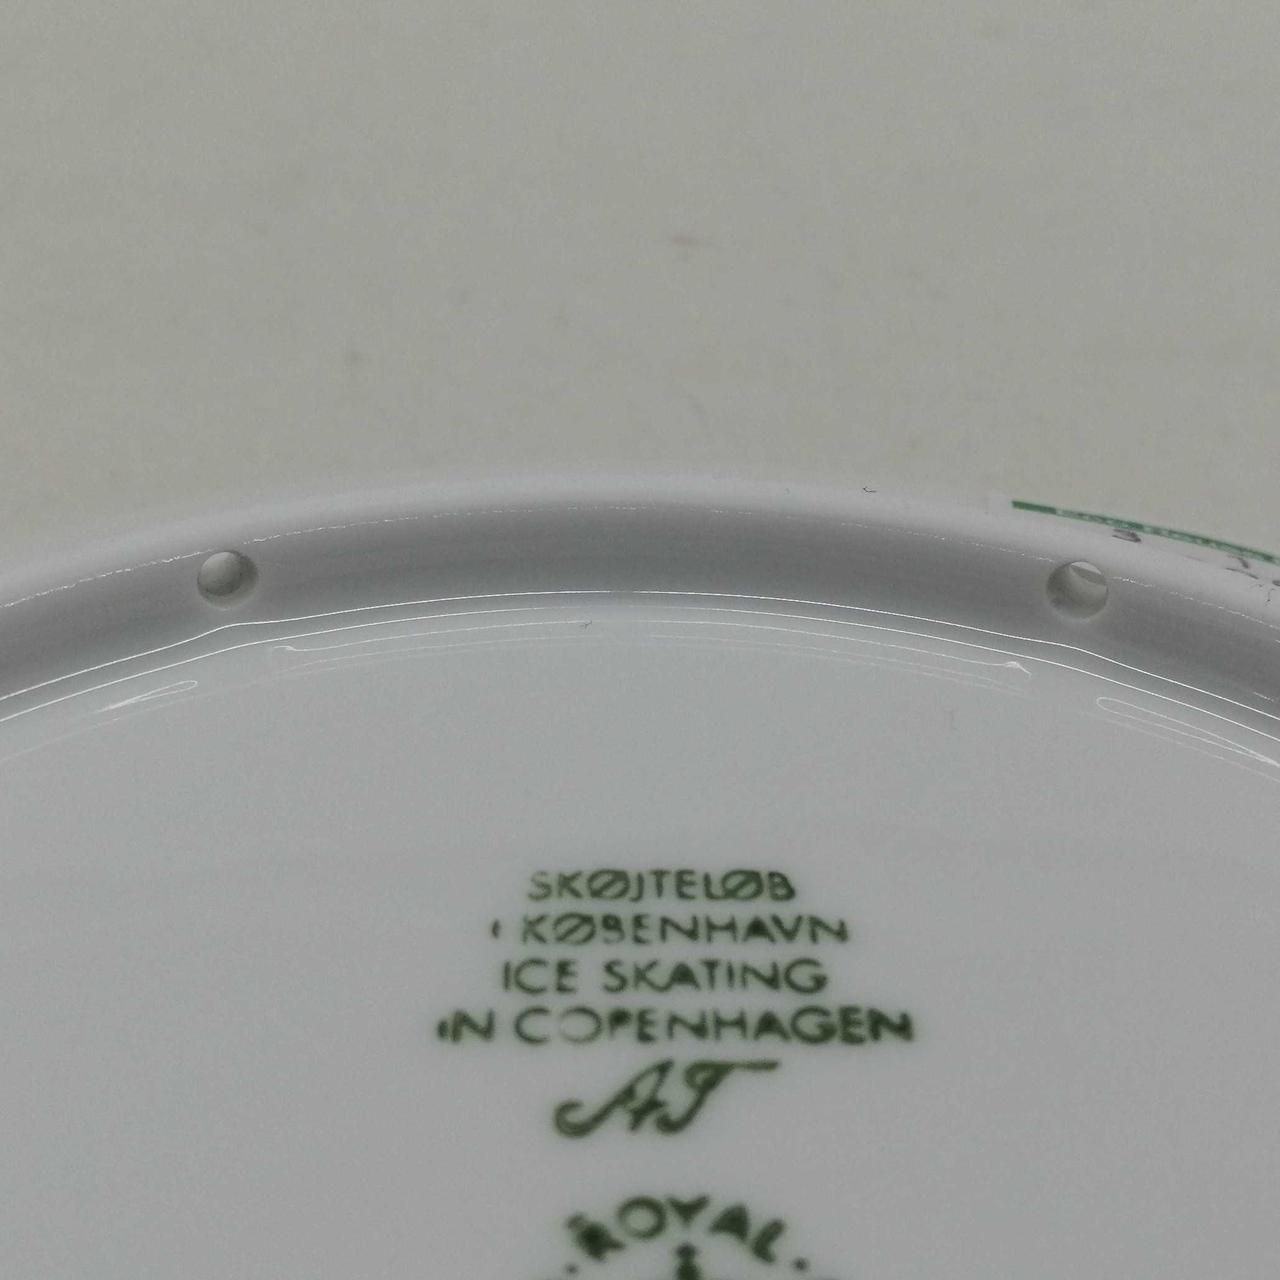 SKØJTELØB
I KØBENHAVN
ICE SKATING
IN COPENHAGEN
AT
ROYAL